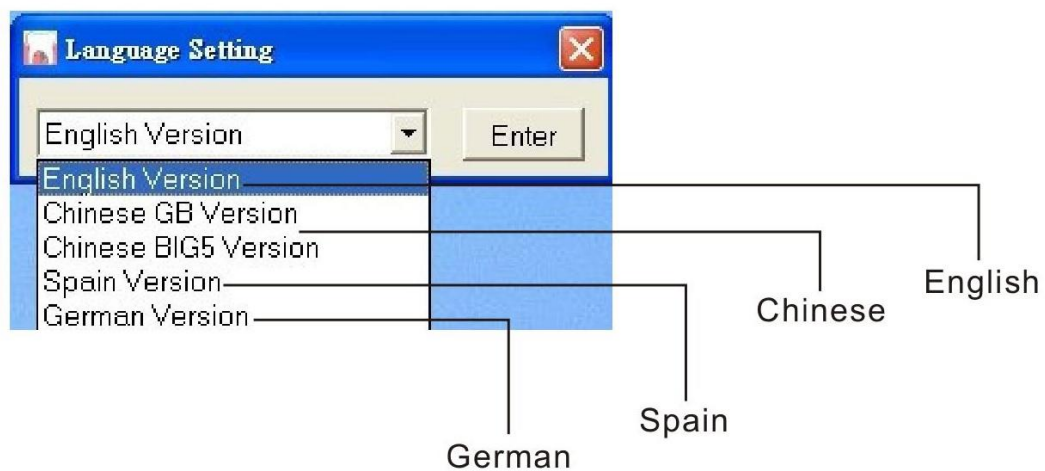 Language Setting
English Version
Enter
English Version
Chinese GB Version
Chinese BIG5 Version
Spain Version
German Version
English
Chinese
Spain
German